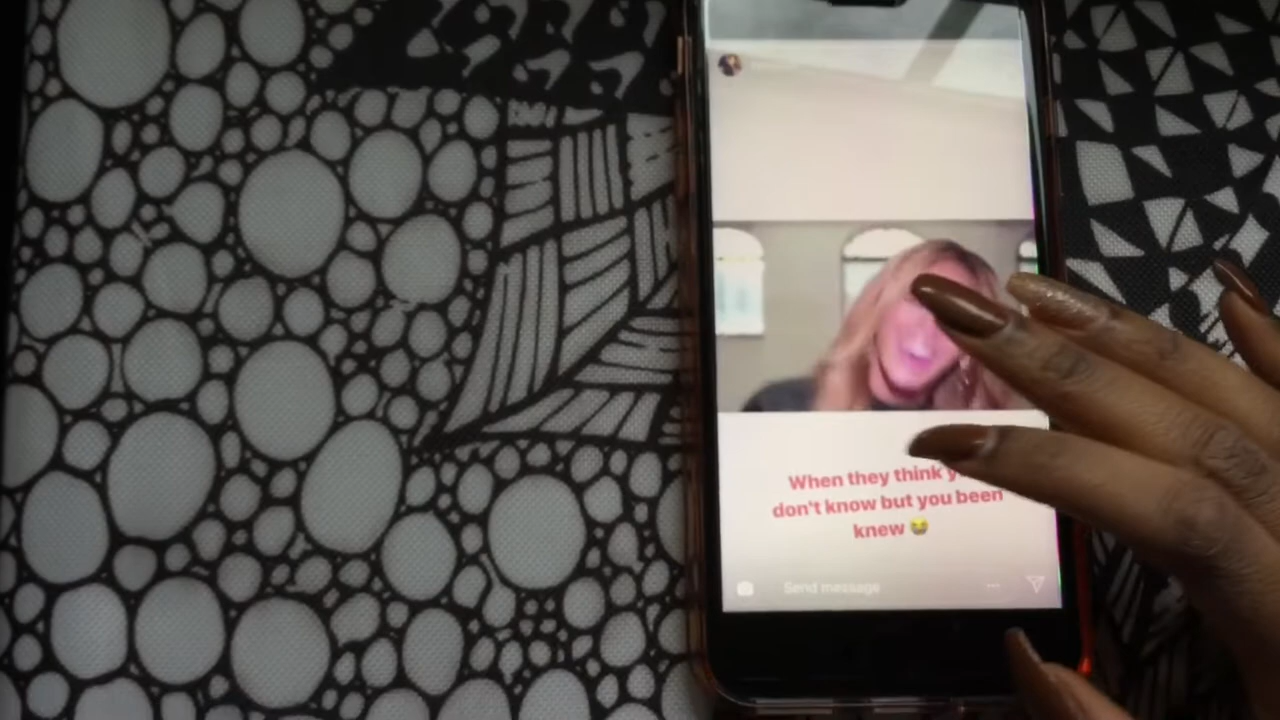 When they think
don't know but you been
knew 😭
Send message